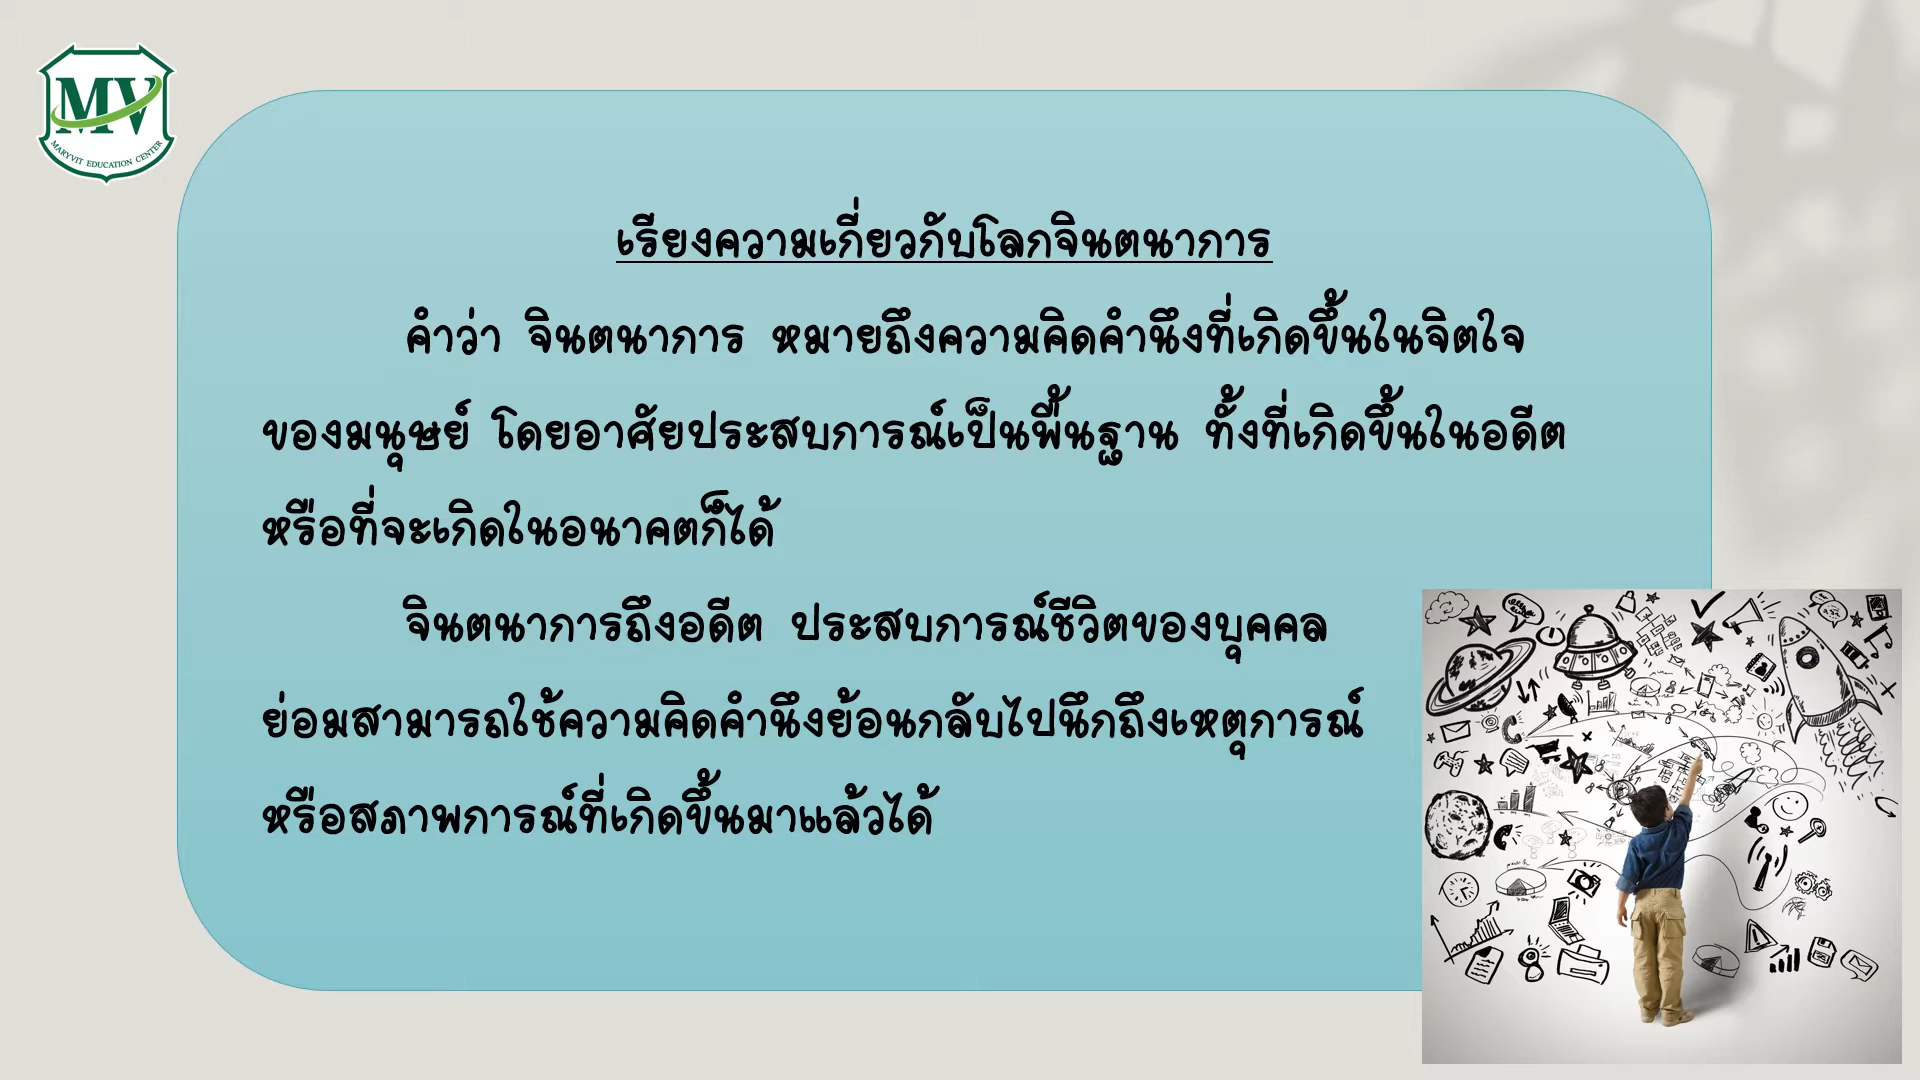 MV
MARYVIT EDUCATION CENTER
เรียงความเกี่ยวกับโลกจินตนาการ
คำว่า จินตนาการ หมายถึงความคิดคำนึงที่เกิดขึ้นในจิตใจ
ของมนุษย์ โดยอาศัยประสบการณ์เป็นพื้นฐาน ทั้งที่เกิดขึ้นในอดีต
หรือที่จะเกิดในอนาคตก็ได้
จินตนาการถึงอดีต ประสบการณ์ชีวิตของบุคคล
ย่อมสามารถใช้ความคิดคำนึงย้อนกลับไปนึกถึงเหตุการณ์
หรือสภาพการณ์ที่เกิดขึ้นมาแล้วได้